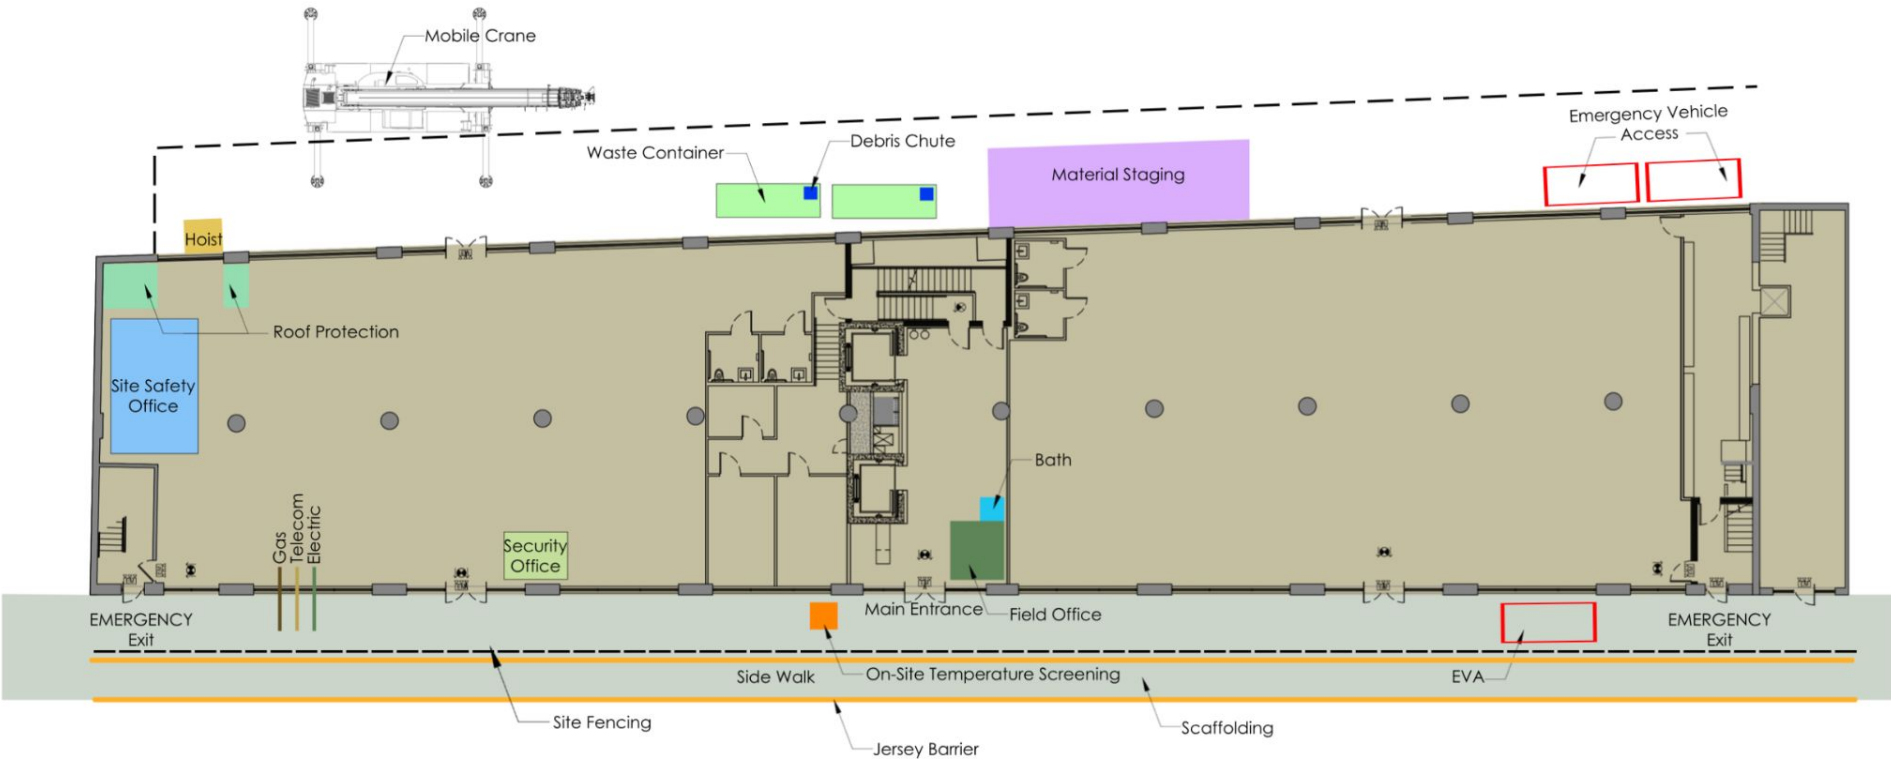 Mobile Crane
Emergency Vehicle
Access
Debris Chute
Waste Container
Material Staging
Hoist
Roof Protection
Site Safety
Office
Bath
Gas
Telecom
Electric
Security
Office
Main Entrance
Field Office
EMERGENCY
Exit
EMERGENCY
Exit
Side Walk
On-Site Temperature Screening
EVA
Site Fencing
Scaffolding
Jersey Barrier